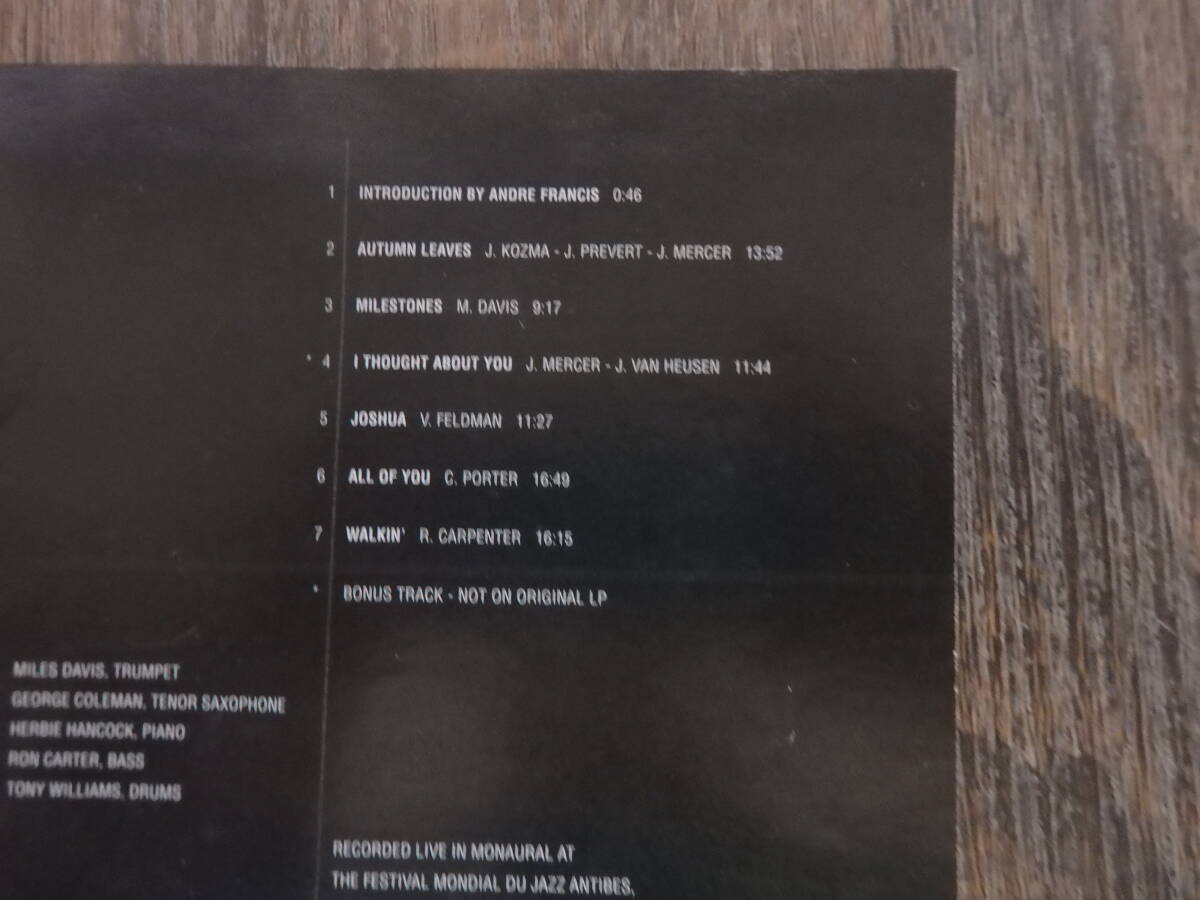 1 INTRODUCTION BY ANDRE FRANCIS 0:46
2 AUTUMN LEAVES J. KOZMA - J. PREVERT - J. MERCER 13:52
3 MILESTONES M. DAVIS 9:17
* 4 I THOUGHT ABOUT YOU J. MERCER - J. VAN HEUSEN 11:44
5 JOSHUA V. FELDMAN 11:27
6 ALL OF YOU C. PORTER 16:49
7 WALKIN' R. CARPENTER 16:15
* BONUS TRACK - NOT ON ORIGINAL LP
MILES DAVIS, TRUMPET
GEORGE COLEMAN, TENOR SAXOPHONE
HERBIE HANCOCK, PIANO
RON CARTER, BASS
TONY WILLIAMS, DRUMS
RECORDED LIVE IN MONAURAL AT
THE FESTIVAL MONDIAL DU JAZZ ANTIBES,